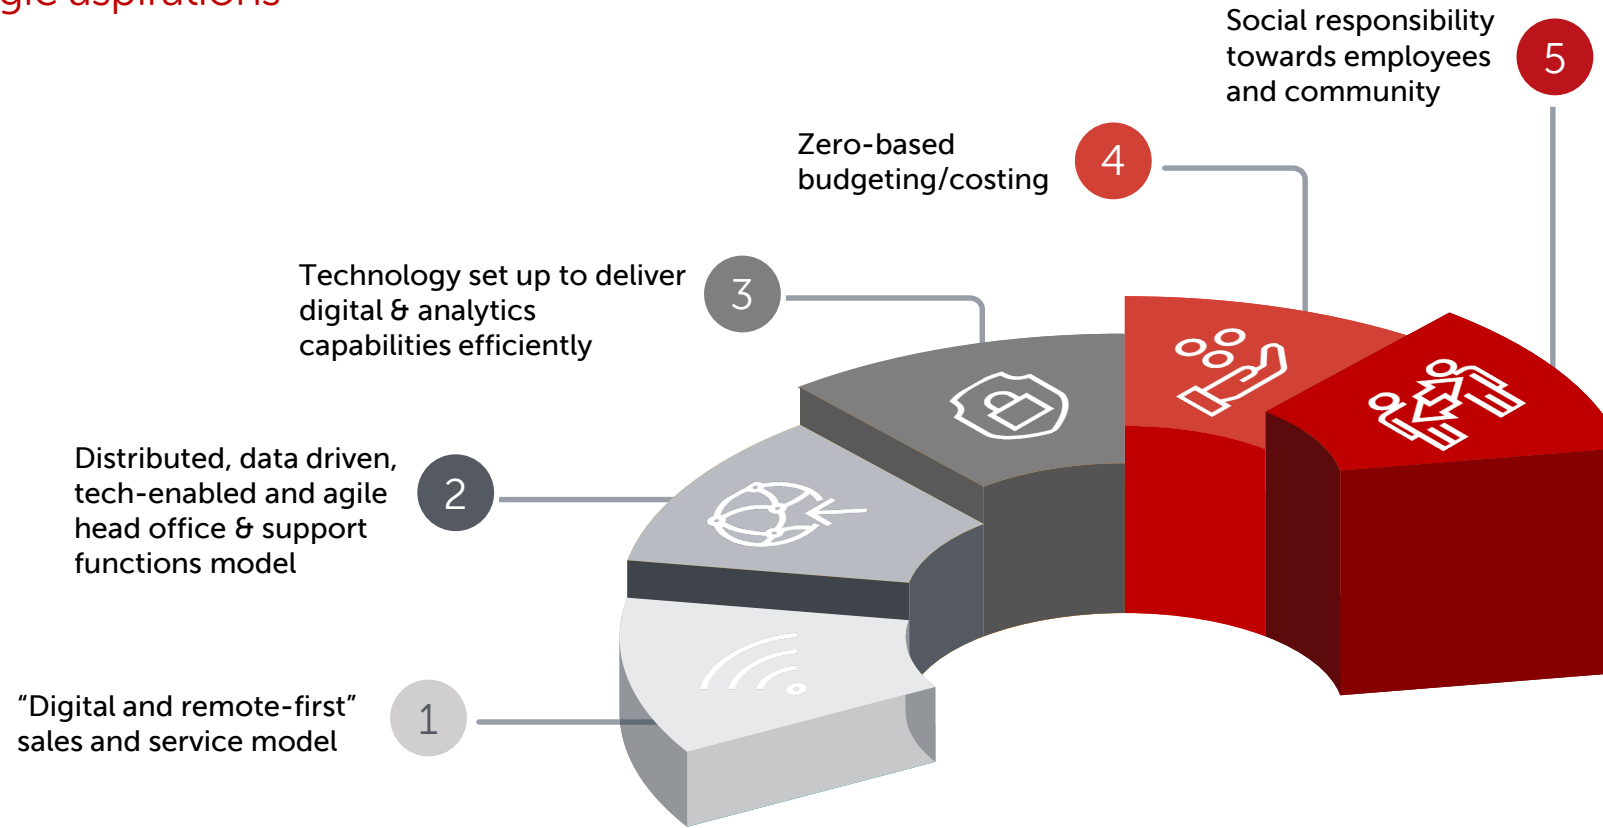 aspirations
Social responsibility
towards employees
and community
5
Zero-based
budgeting/costing
4
Technology set up to deliver
digital & analytics
capabilities efficiently
3
Distributed, data driven,
tech-enabled and agile
head office & support
functions model
2
“Digital and remote-first”
sales and service model
1